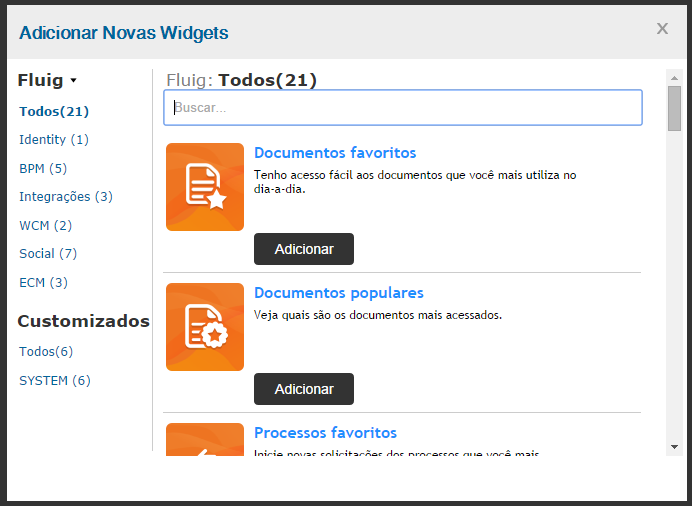 Adicionar Novas Widgets
X
Fluig
Todos(21)
Identity (1)
BPM (5)
Integrações (3)
WCM (2)
Social (7)
ECM (3)
Customizados
Todos(6)
SYSTEM (6)
Fluig: Todos(21)
Buscar...
Documentos favoritos
Tenho acesso fácil aos documentos que você mais utiliza no
dia-a-dia.
Adicionar
Documentos populares
Veja quais são os documentos mais acessados.
Adicionar
Processos favoritos
Inicie novas solicitações dos processos que você mais